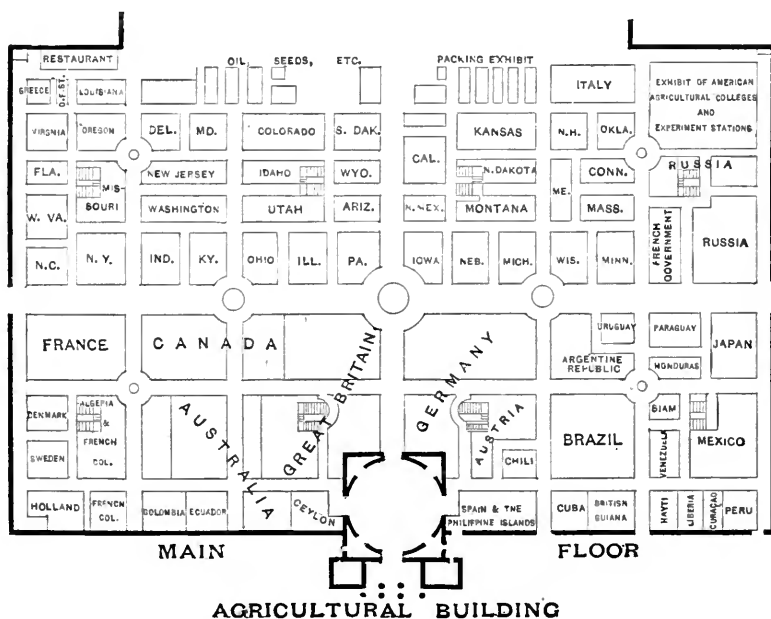 RESTAURANT
OIL, SEEDS, ETC.
PACKING EXHIBIT
ITALY
EXHIBIT OF AMERICAN
AGRICULTURAL COLLEGES
AND
EXPERIMENT STATIONS
GREECE
LOUISIANA
VIRGNIA
OREGON
DEL.
MD.
COLORADO
S. DAK.
CAL.
KANSAS
N.H.
OKLA.
RUSSIA
FLA.
MIS-
SOURI
NEW JERSEY
IDAHO
WYO.
N. DAKOTA
ME.
CONN.
W. VA.
WASHINGTON
UTAH
ARIZ.
N. MEX.
MONTANA
MASS.
FRENCH
GOVERNMENT
RUSSIA
N.C.
N.Y.
IND.
KY.
OHIO
ILL.
PA.
IOWA
NEB.
MICH.
WIS.
MINN.
FRANCE
CANADA
GREAT BRITAIN
GERMANY
URUGUAY
PARAGUAY
JAPAN
ARGENTINE
REPUBLIC
HONDURAS
DENMARK
ALGERIA
&
FRENCH
COL.
AUSTRALIA
AUSTRIA
BRAZIL
SIAM
MEXICO
VENEZUELA
SWEDEN
CHILI
HOLLAND
FRENCH
COL.
COLOMBIA
ECUADOR
CEYLON
SPAIN & THE
PHILIPPINE ISLANDS
CUBA
BRITISH
GUIANA
HAYTI
LIBERIA
CURAÇAO
PERU
MAIN FLOOR
AGRICULTURAL BUILDING